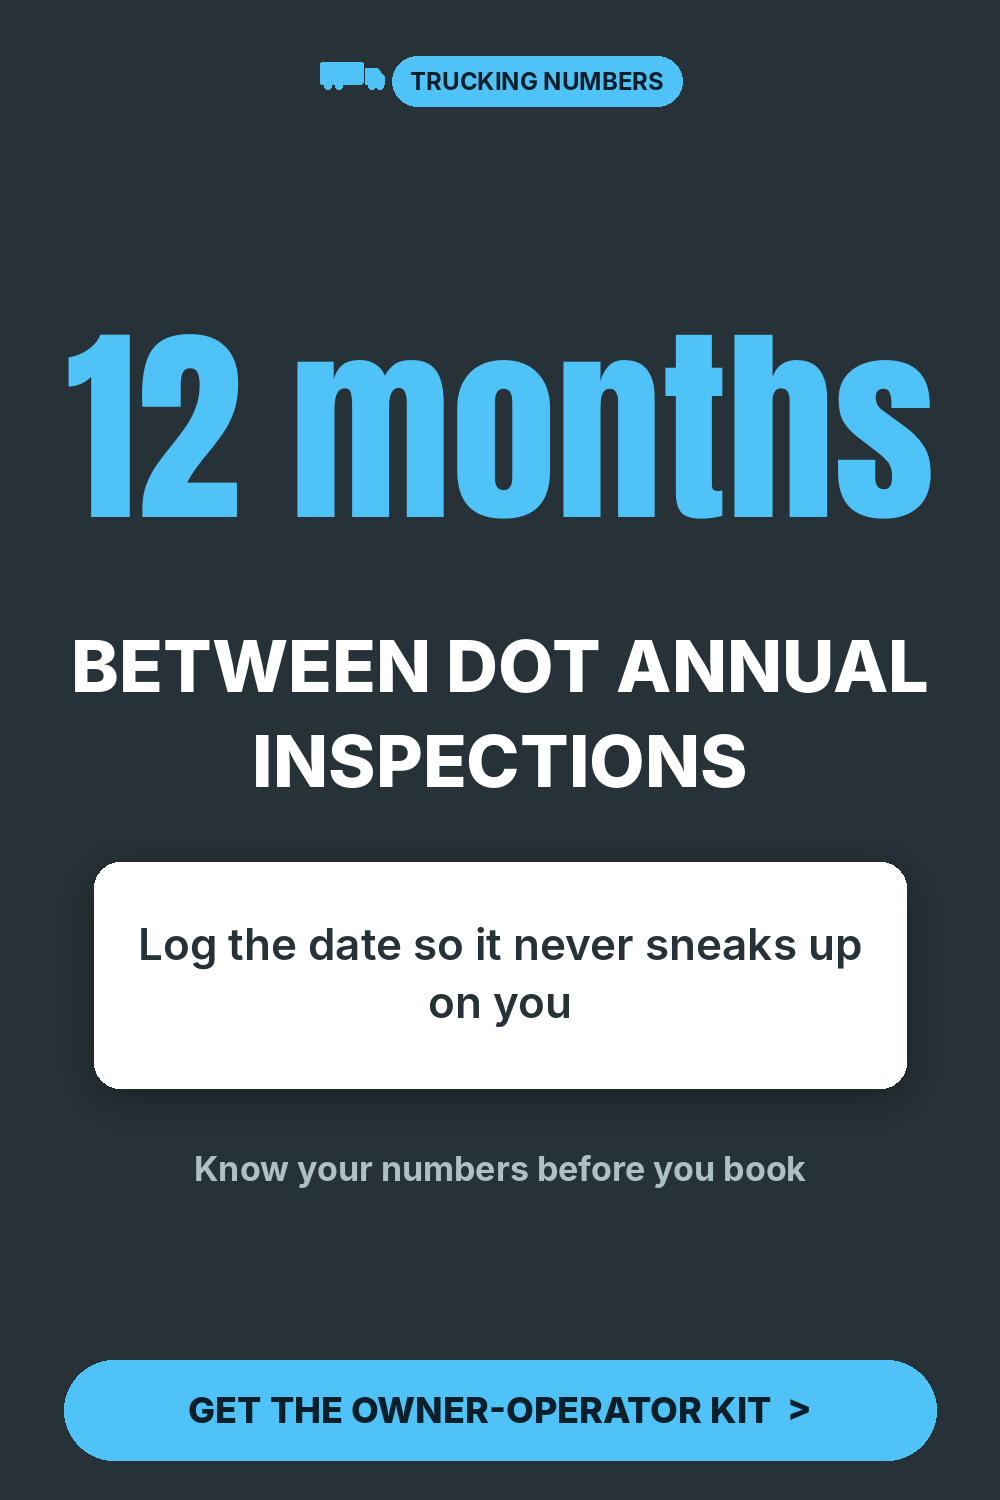 TRUCKING NUMBERS
12 months
BETWEEN DOT ANNUAL
INSPECTIONS
Log the date so it never sneaks up
on you
Know your numbers before you book
GET THE OWNER-OPERATOR KIT >